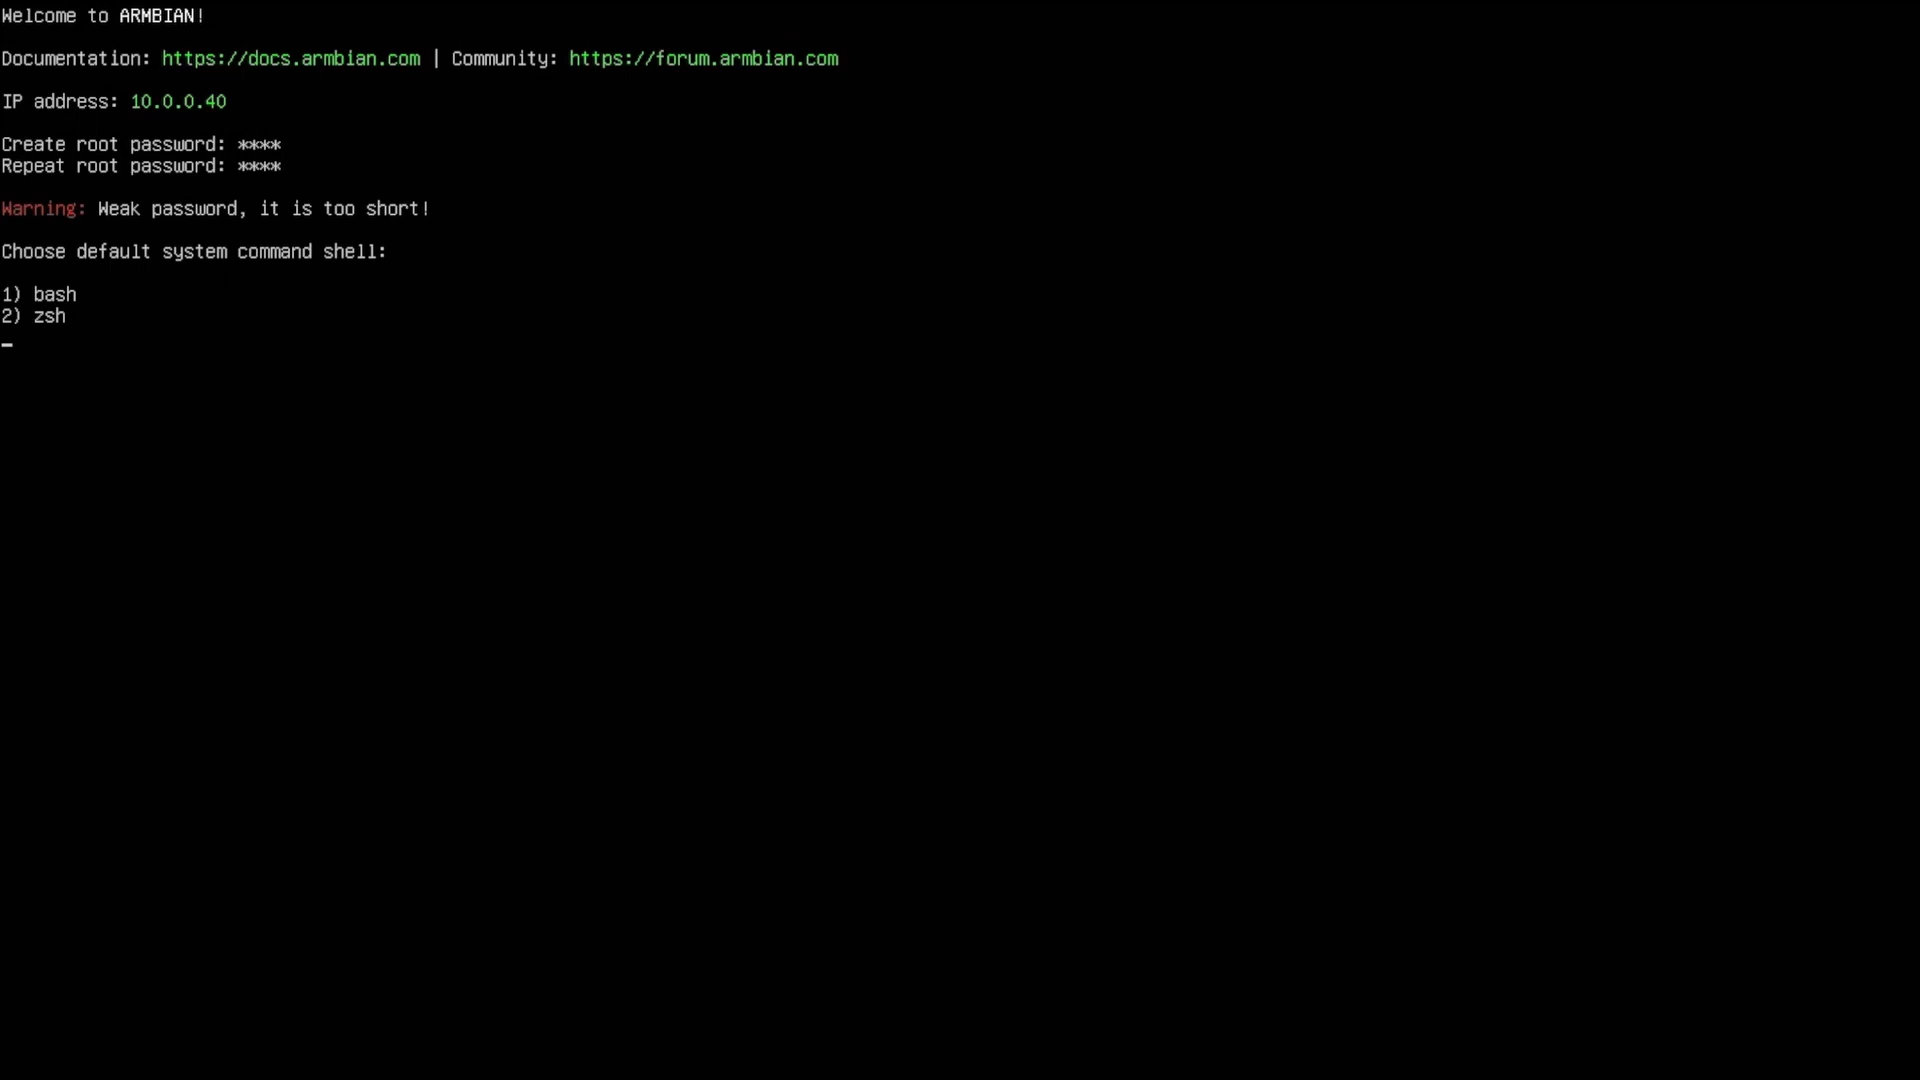 Welcome to ARMBIAN!
Documentation: https://docs.armbian.com | Community: https://forum.armbian.com
IP address: 10.0.0.40
Create root password: ****
Repeat root password: ****
Warning: Weak password, it is too short!
Choose default system command shell:
1) bash
2) zsh